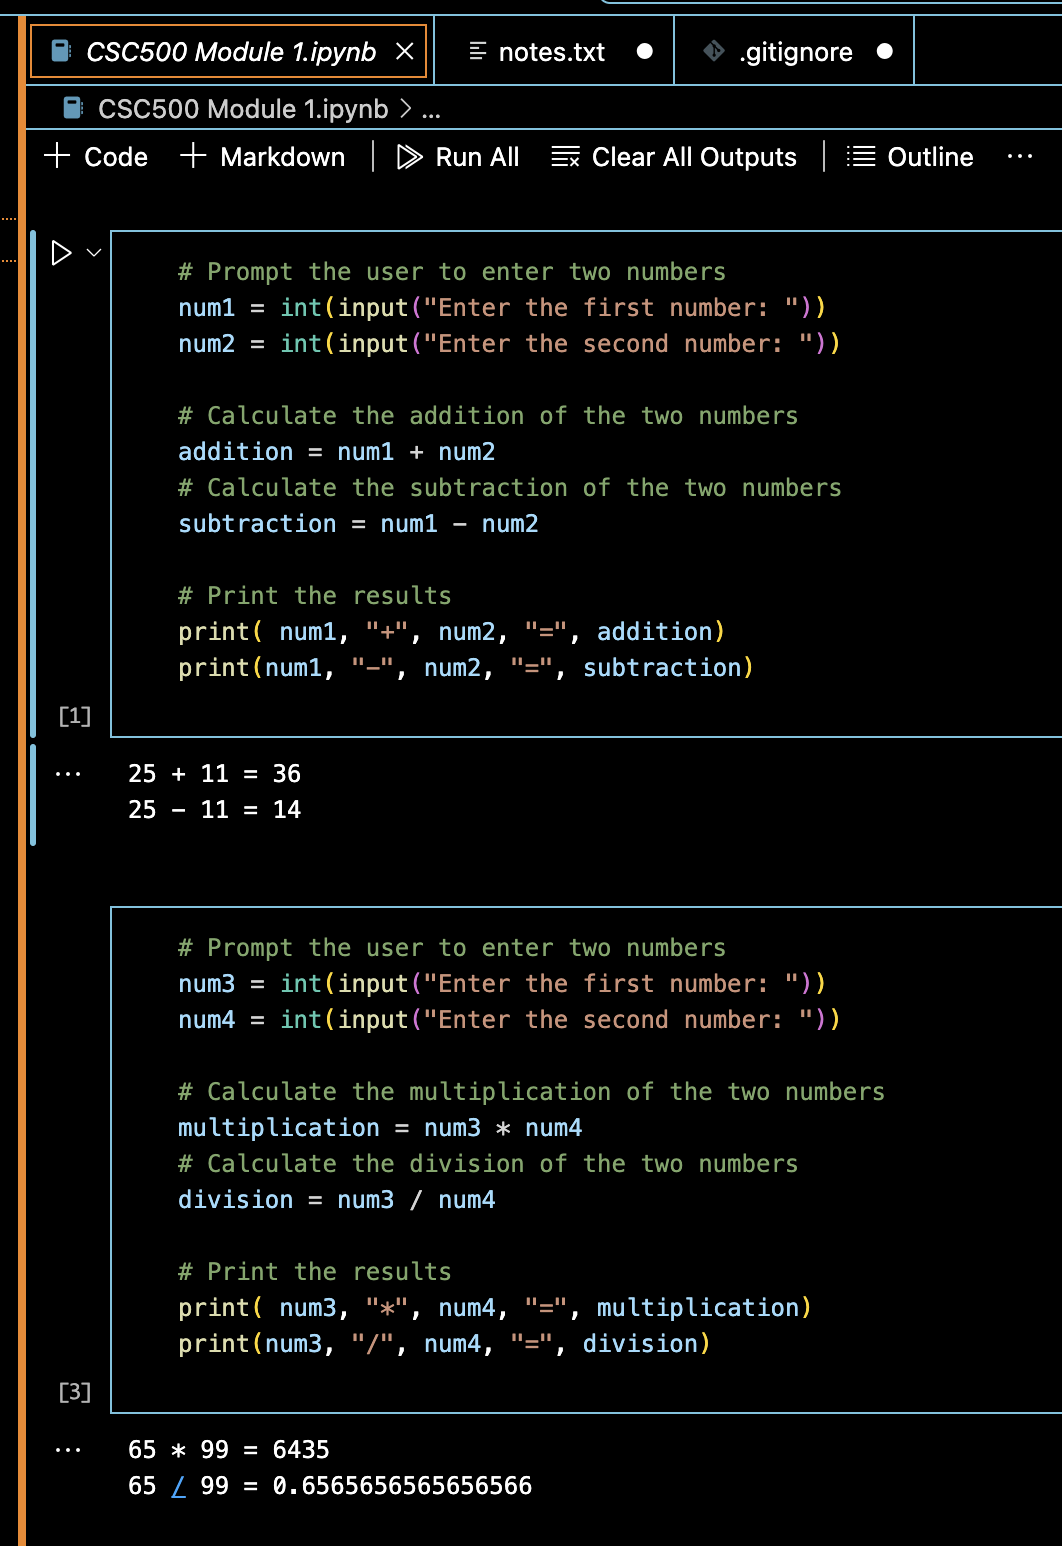 CSC500 Module 1.ipynb
notes.txt
.gitignore
CSC500 Module 1.ipynb > ...
+ Code + Markdown | Run All Clear All Outputs | Outline ...
# Prompt the user to enter two numbers
num1 = int(input("Enter the first number: "))
num2 = int(input("Enter the second number: "))
# Calculate the addition of the two numbers
addition = num1 + num2
# Calculate the subtraction of the two numbers
subtraction = num1 - num2
# Print the results
print( num1, "+", num2, "=", addition)
print(num1, "-", num2, "=", subtraction)
[1]
... 25 + 11 = 36
25 - 11 = 14
# Prompt the user to enter two numbers
num3 = int(input("Enter the first number: "))
num4 = int(input("Enter the second number: "))
# Calculate the multiplication of the two numbers
multiplication = num3 * num4
# Calculate the division of the two numbers
division = num3 / num4
# Print the results
print( num3, "*", num4, "=", multiplication)
print(num3, "/", num4, "=", division)
[3]
... 65 * 99 = 6435
65 / 99 = 0.6565656565656566